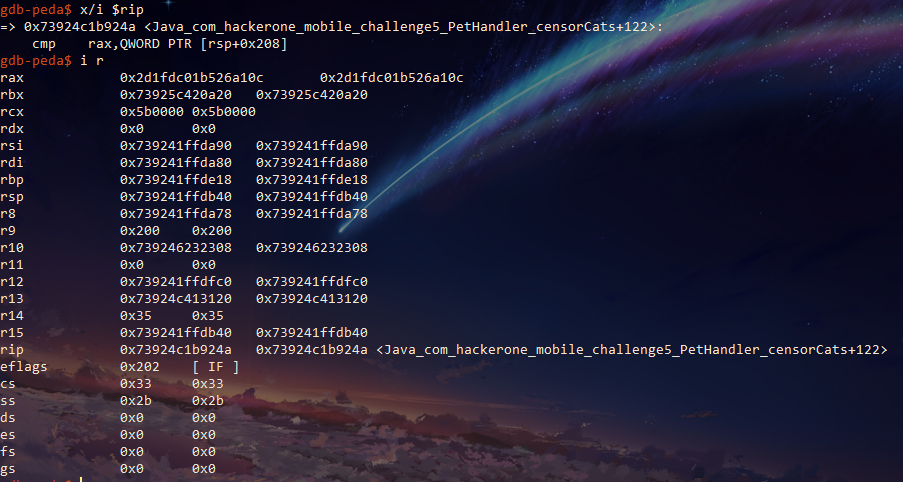 gdb-peda$ x/i $rip
=> 0x73924c1b924a <Java_com_hackerone_mobile_challenge5_PetHandler_censorCats+122>:
cmp rax,QWORD PTR [rsp+0x208]
gdb-peda$ i r
rax 0x2d1fdc01b526a10c 0x2d1fdc01b526a10c
rbx 0x73925c420a20 0x73925c420a20
rcx 0x5b0000 0x5b0000
rdx 0x0 0x0
rsi 0x739241ffda90 0x739241ffda90
rdi 0x739241ffda80 0x739241ffda80
rbp 0x739241ffde18 0x739241ffde18
rsp 0x739241ffdb40 0x739241ffdb40
r8 0x739241ffda78 0x739241ffda78
r9 0x200 0x200
r10 0x739246232308 0x739246232308
r11 0x0 0x0
r12 0x739241ffdfc0 0x739241ffdfc0
r13 0x73924c413120 0x73924c413120
r14 0x35 0x35
r15 0x739241ffdb40 0x739241ffdb40
rip 0x73924c1b924a 0x73924c1b924a <Java_com_hackerone_mobile_challenge5_PetHandler_censorCats+122>
eflags 0x202 [ IF ]
cs 0x33 0x33
ss 0x2b 0x2b
ds 0x0 0x0
es 0x0 0x0
fs 0x0 0x0
gs 0x0 0x0